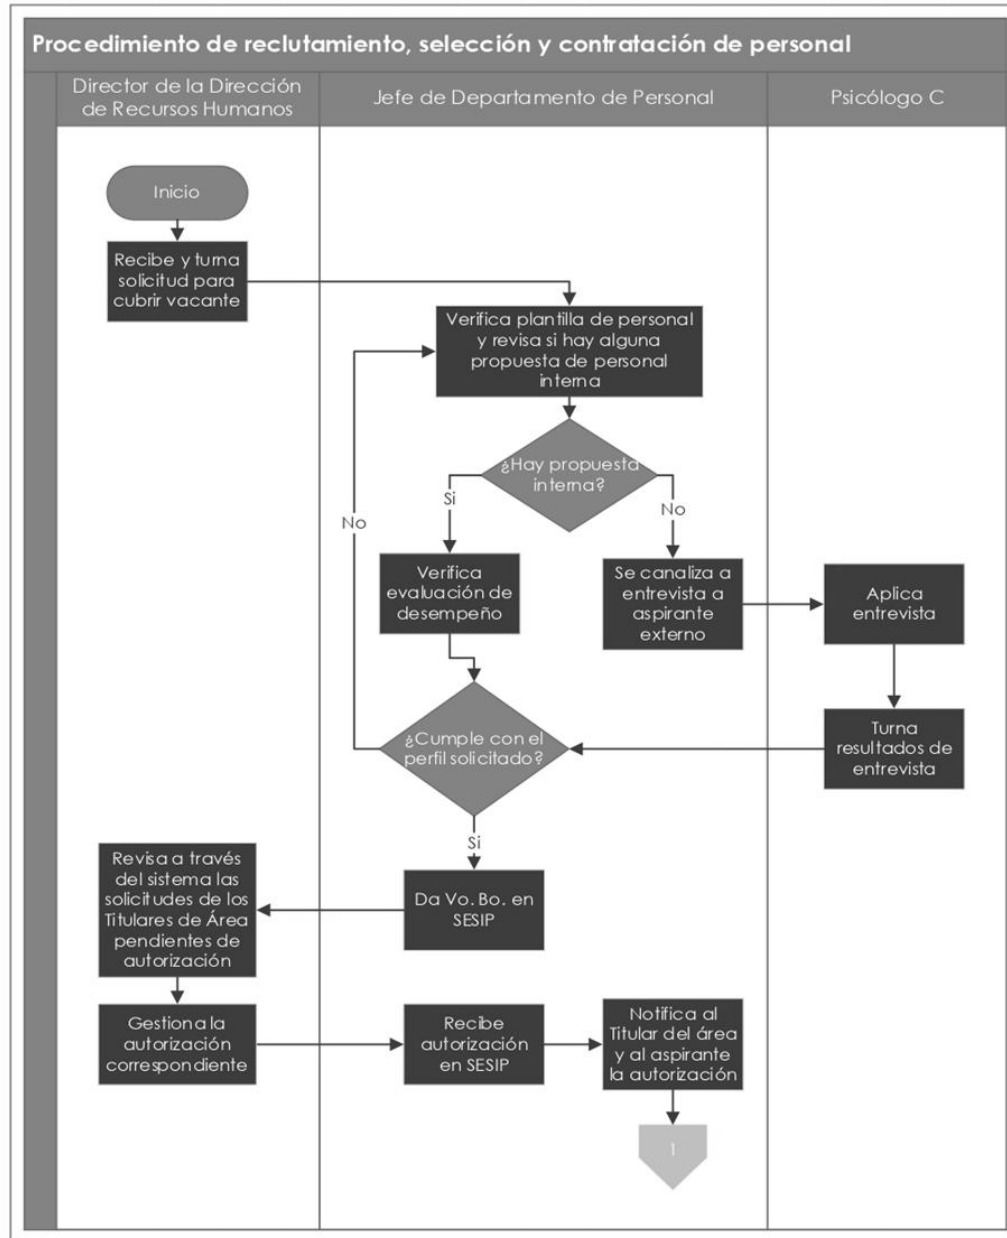 Procedimiento de reclutamiento, selección y contratación de personal
Director de la Dirección
de Recursos Humanos
Jefe de Departamento de Personal
Psicólogo C
Inicio
Recibe y turna
solicitud para
cubrir vacante
Verifica plantilla de personal
y revisa si hay alguna
propuesta de personal
interna
¿Hay propuesta
interna?
Si
No
No
Verifica
evaluación de
desempeño
Se canaliza a
entrevista a
aspirante
externo
Aplica
entrevista
¿Cumple con el
perfil solicitado?
Turna
resultados de
entrevista
Si
Revisa a través
del sistema las
solicitudes de los
Titulares de Área
pendientes de
autorización
Da Vo. Bo. en
SESIP
Gestiona la
autorización
correspondiente
Recibe
autorización
en SESIP
Notifica al
Titular del área
y al aspirante
la autorización
1